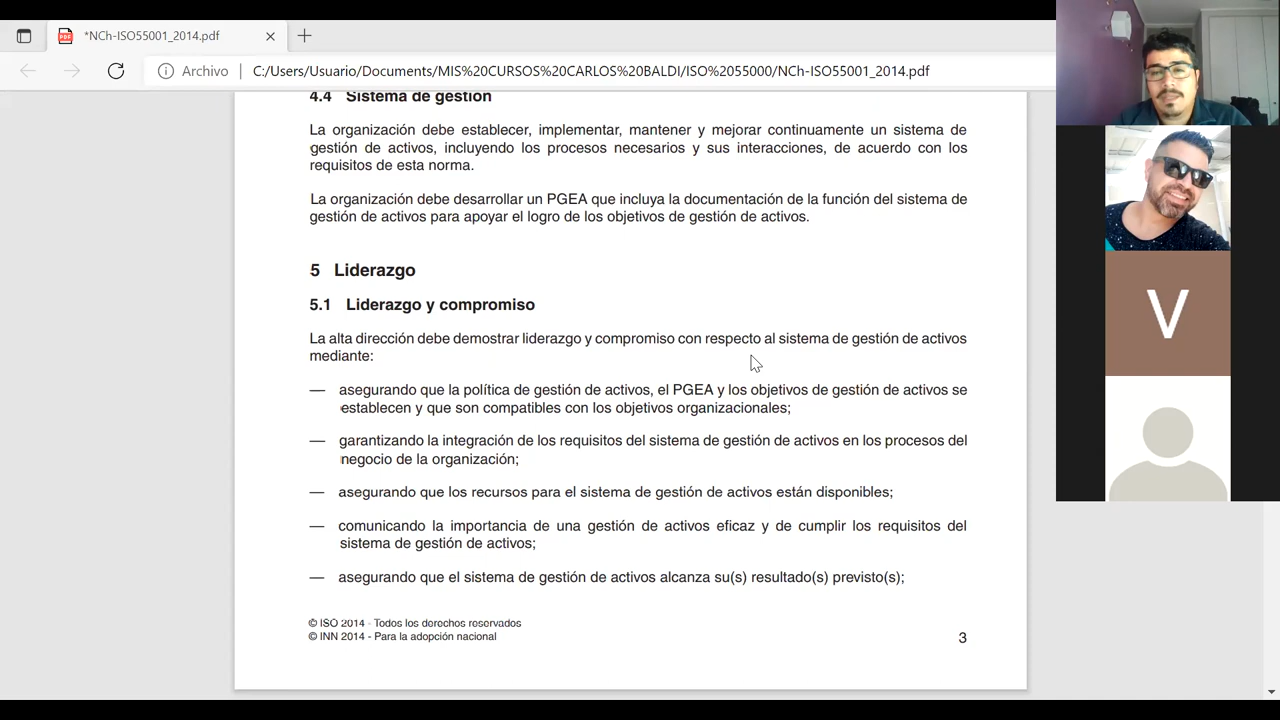 *NCh-ISO55001_2014.pdf
Archivo
C:/Users/Usuario/Documents/MIS%20CURSOS%20CARLOS%20BALDI/ISO%2055000/NCh-ISO55001_2014.pdf
4.4 Sistema de gestión
La organización debe establecer, implementar, mantener y mejorar continuamente un sistema de
gestión de activos, incluyendo los procesos necesarios y sus interacciones, de acuerdo con los
requisitos de esta norma.
La organización debe desarrollar un PGEA que incluya la documentación de la función del sistema de
gestión de activos para apoyar el logro de los objetivos de gestión de activos.
5 Liderazgo
5.1 Liderazgo y compromiso
La alta dirección debe demostrar liderazgo y compromiso con respecto al sistema de gestión de activos
mediante:
— asegurando que la política de gestión de activos, el PGEA y los objetivos de gestión de activos se
establecen y que son compatibles con los objetivos organizacionales;
— garantizando la integración de los requisitos del sistema de gestión de activos en los procesos del
negocio de la organización;
— asegurando que los recursos para el sistema de gestión de activos están disponibles;
— comunicando la importancia de una gestión de activos eficaz y de cumplir los requisitos del
sistema de gestión de activos;
— asegurando que el sistema de gestión de activos alcanza su(s) resultado(s) previsto(s);
© ISO 2014 - Todos los derechos reservados
© INN 2014 - Para la adopción nacional
3
V